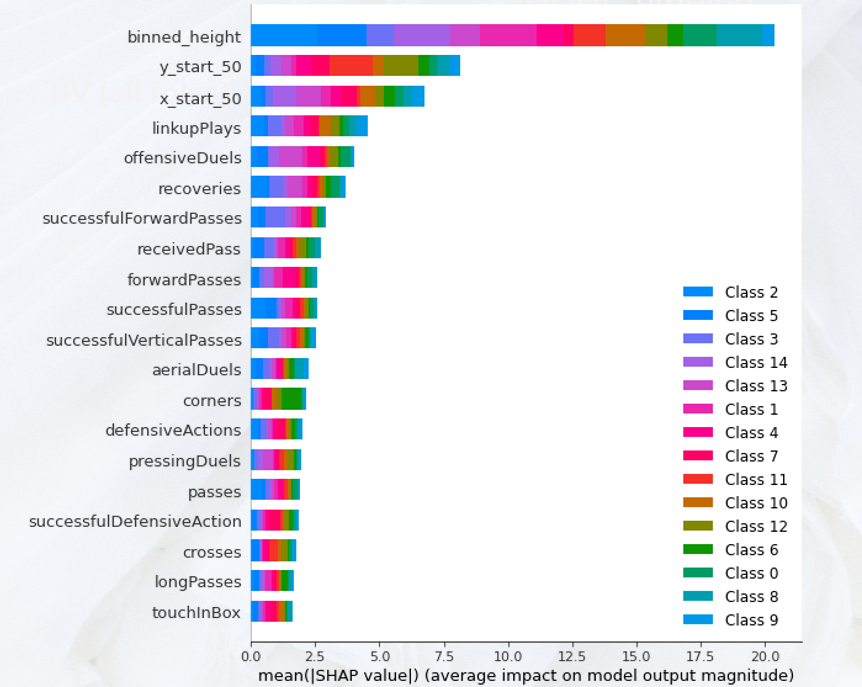 binned_height
y_start_50
x_start_50
linkupPlays
offensiveDuels
recoveries
successfulForwardPasses
receivedPass
forwardPasses
successfulPasses
successfulVerticalPasses
aerialDuels
corners
defensiveActions
pressingDuels
passes
successfulDefensiveAction
crosses
longPasses
touchInBox
Class 2
Class 5
Class 3
Class 14
Class 13
Class 1
Class 4
Class 7
Class 11
Class 10
Class 12
Class 6
Class 0
Class 8
Class 9
0.0 2.5 5.0 7.5 10.0 12.5 15.0 17.5 20.0
mean(|SHAP value|) (average impact on model output magnitude)